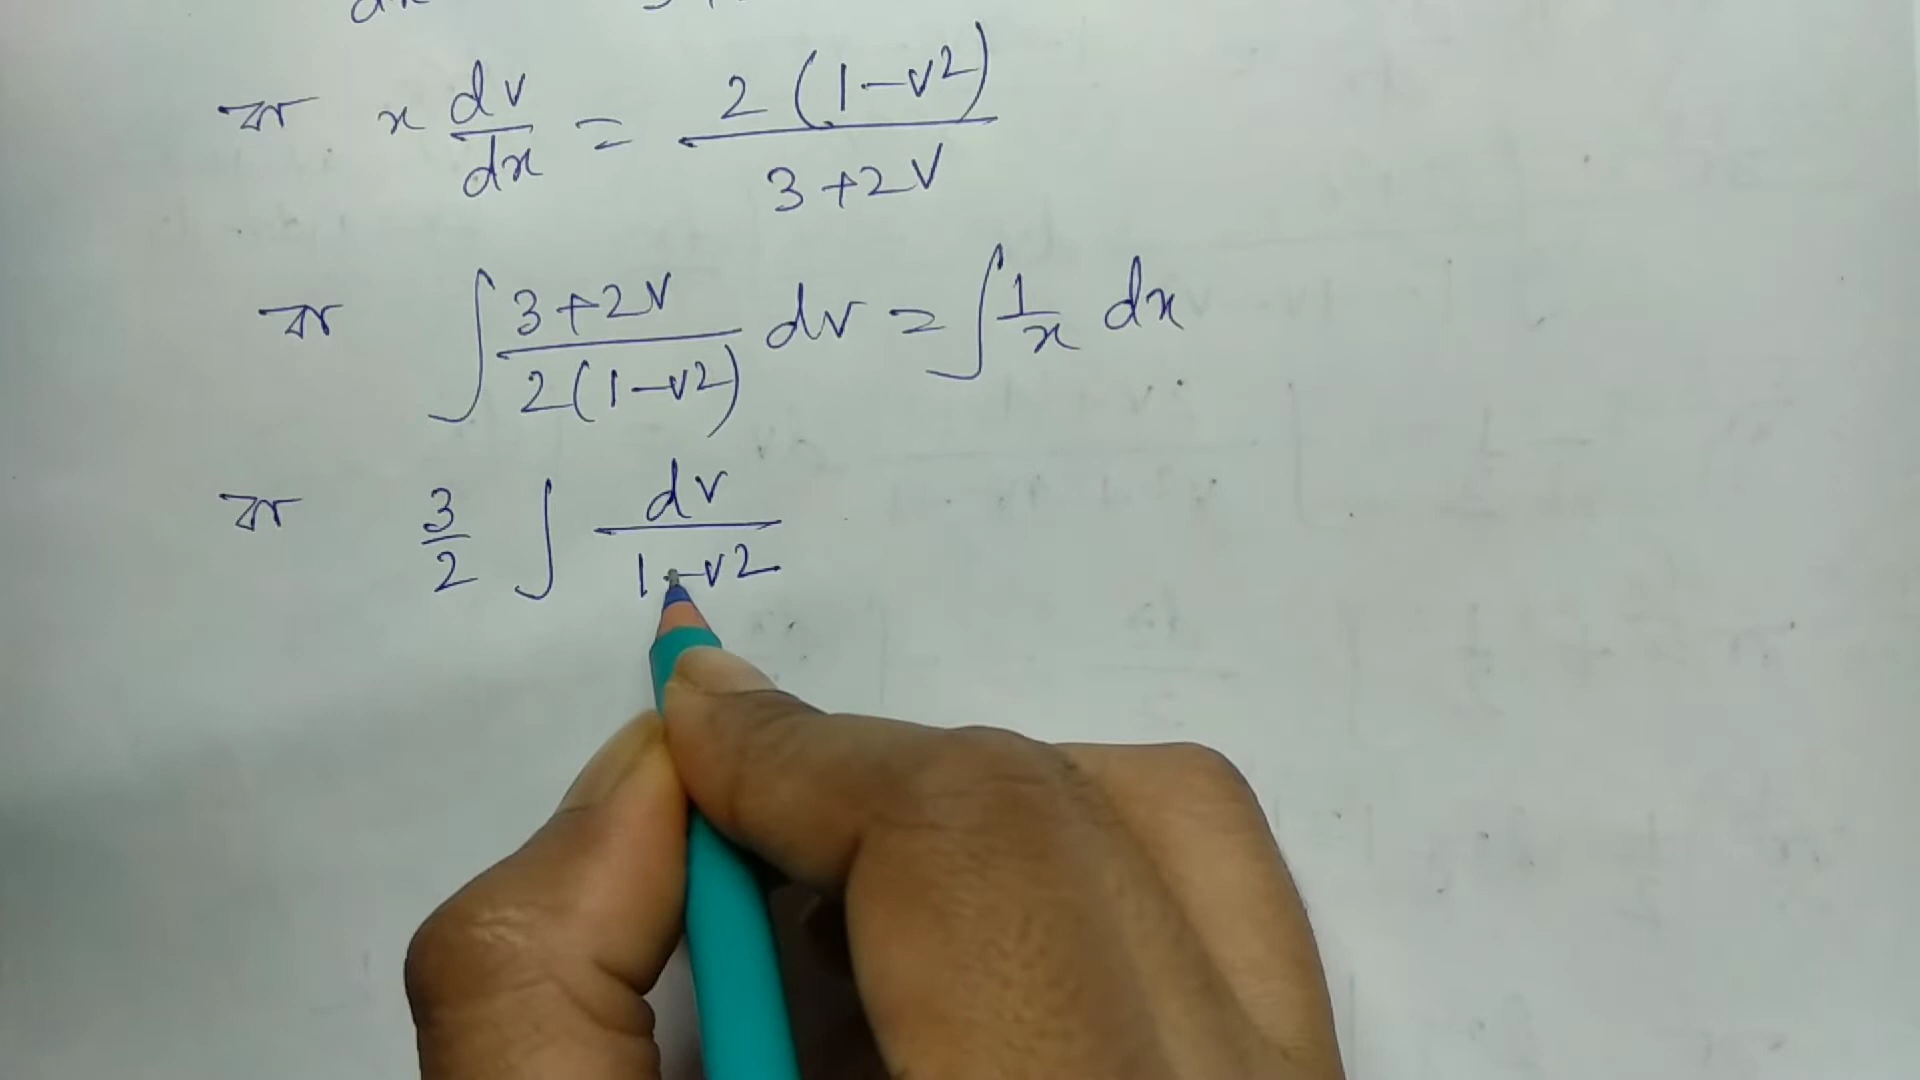 বা x dv/dx = 2(1-v2)/3+2v
বা ∫ 3+2v/2(1-v2) dv = ∫ 1/x dx
বা 3/2 ∫ dv/1-v2